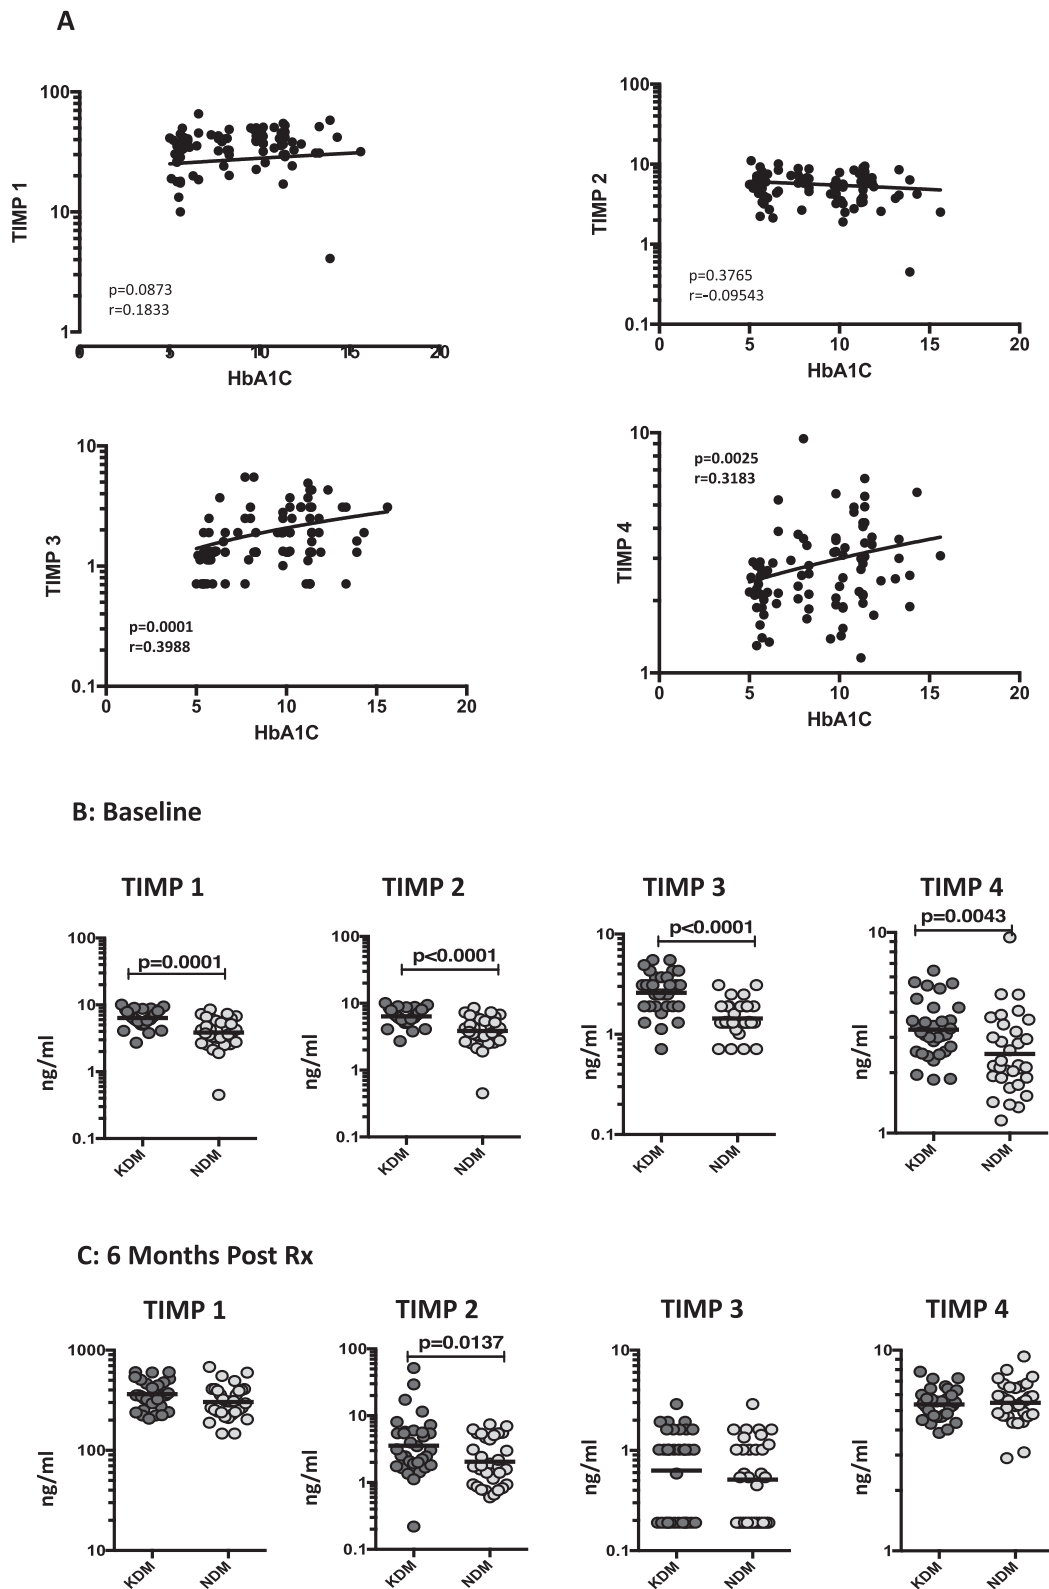 A
100
10
1
TIMP 1
p=0.0873
r=0.1833
0 5 10 15 20
HbA1C
100
10
1
0.1
TIMP 2
p=0.3765
r=-0.09543
0 5 10 15 20
HbA1C
10
1
0.1
TIMP 3
p=0.0001
r=0.3988
0 5 10 15 20
HbA1C
10
1
TIMP 4
p=0.0025
r=0.3183
0 5 10 15 20
HbA1C
B: Baseline
TIMP 1
p=0.0001
100
10
1
0.1
ng/ml
KDM NDM
TIMP 2
p<0.0001
100
10
1
0.1
ng/ml
KDM NDM
TIMP 3
p<0.0001
10
1
0.1
ng/ml
KDM NDM
TIMP 4
p=0.0043
10
1
ng/ml
KDM NDM
C: 6 Months Post Rx
TIMP 1
1000
100
10
ng/ml
KDM NDM
TIMP 2
p=0.0137
100
10
1
0.1
ng/ml
KDM NDM
TIMP 3
10
1
0.1
ng/ml
KDM NDM
TIMP 4
10
1
ng/ml
KDM NDM